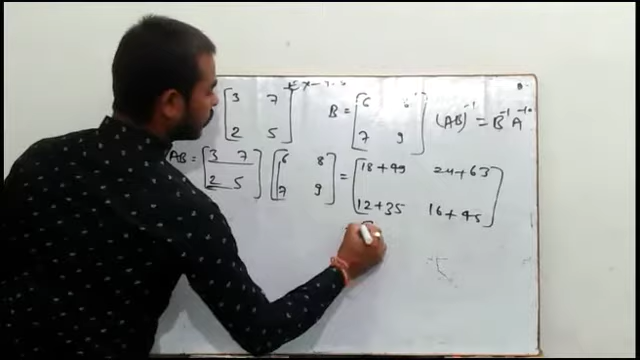 3 7 B = 6 8 (AB)⁻¹ = B⁻¹ A⁻¹
2 5 7 9
AB = [3 7 [6 8 = [18+49 24+63
2 5] 7 9] 12+35 16+45]